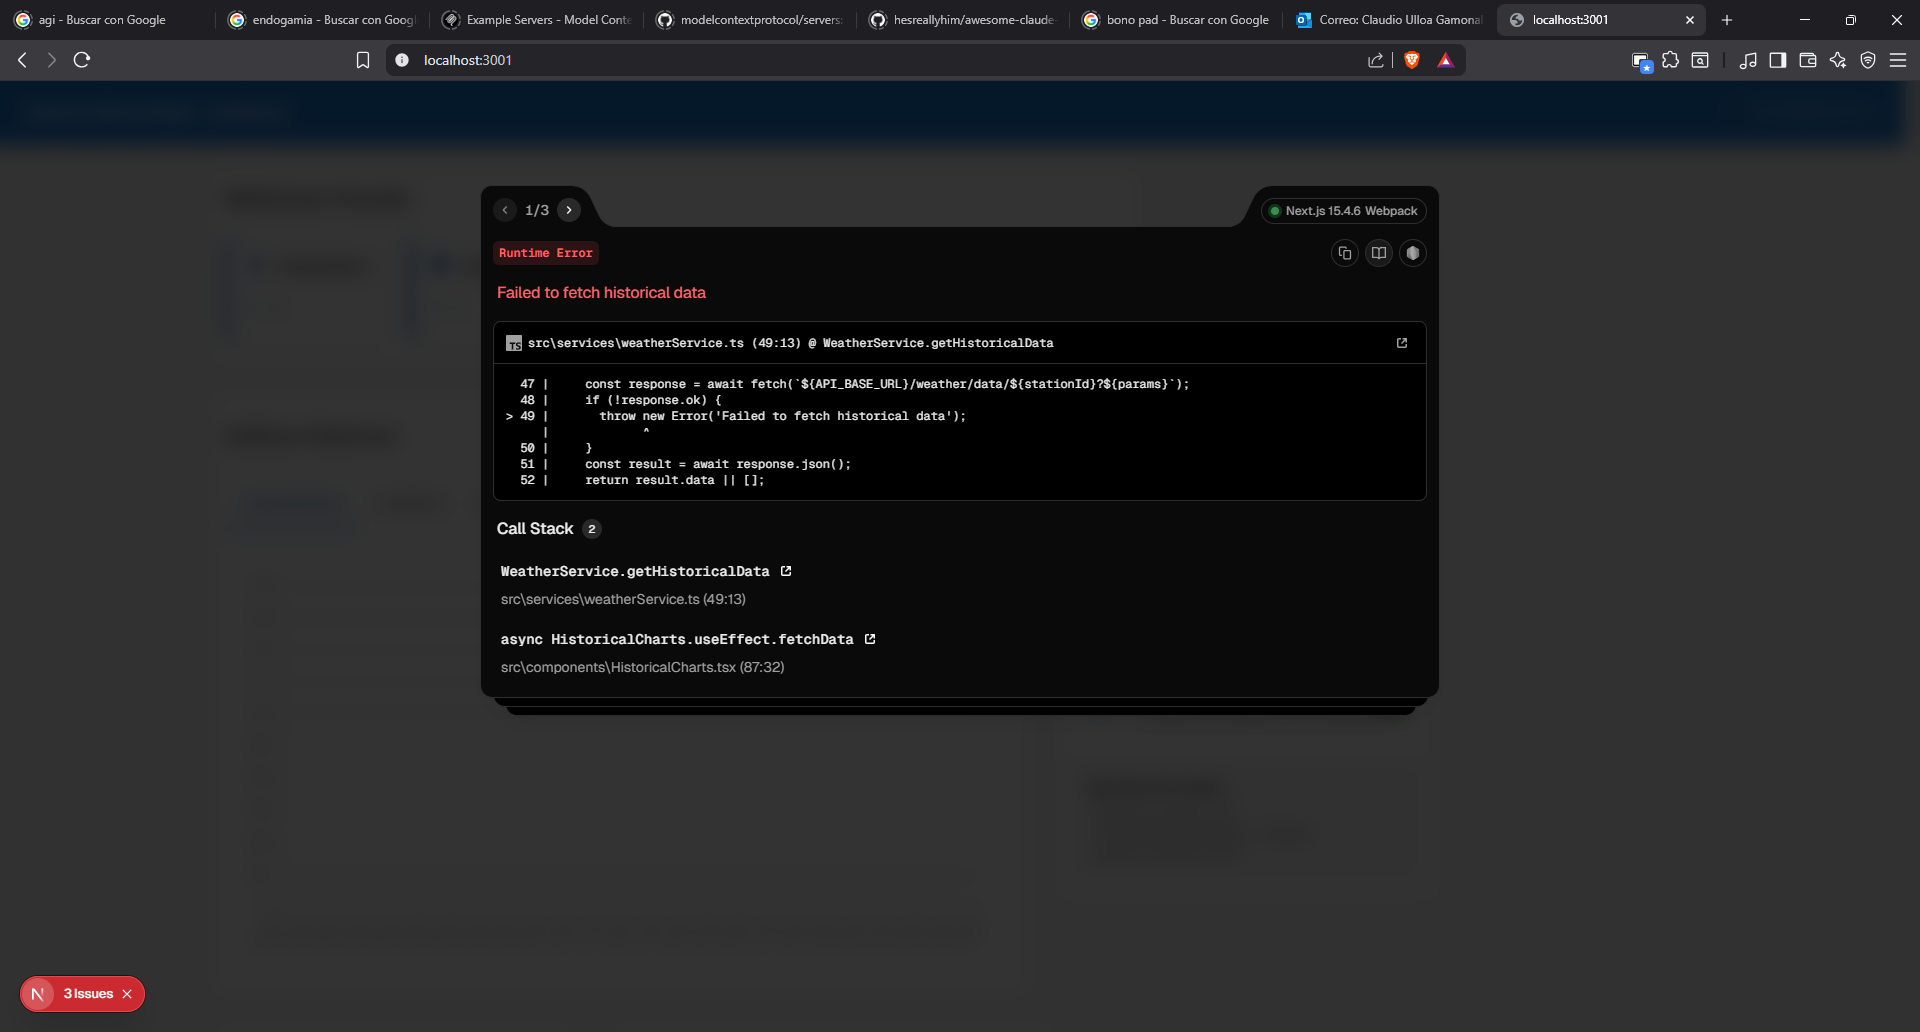 agi - Buscar con Google
endogamia - Buscar con Goog
Example Servers - Model Conte
modelcontextprotocol/servers:
hesreallyhim/awesome-claude-
bono pad - Buscar con Google
Correo: Claudio Ulloa Gamona
localhost:3001
localhost:3001
1/3
Next.js 15.4.6 Webpack
Runtime Error
Failed to fetch historical data
TS src\services\weatherService.ts (49:13) @ WeatherService.getHistoricalData
47 | const response = await fetch(`${API_BASE_URL}/weather/data/${stationId}?${params}`);
48 | if (!response.ok) {
> 49 | throw new Error('Failed to fetch historical data');
| ^
50 | }
51 | const result = await response.json();
52 | return result.data || [];
Call Stack 2
WeatherService.getHistoricalData
src\services\weatherService.ts (49:13)
async HistoricalCharts.useEffect.fetchData
src\components\HistoricalCharts.tsx (87:32)
N 3 Issues